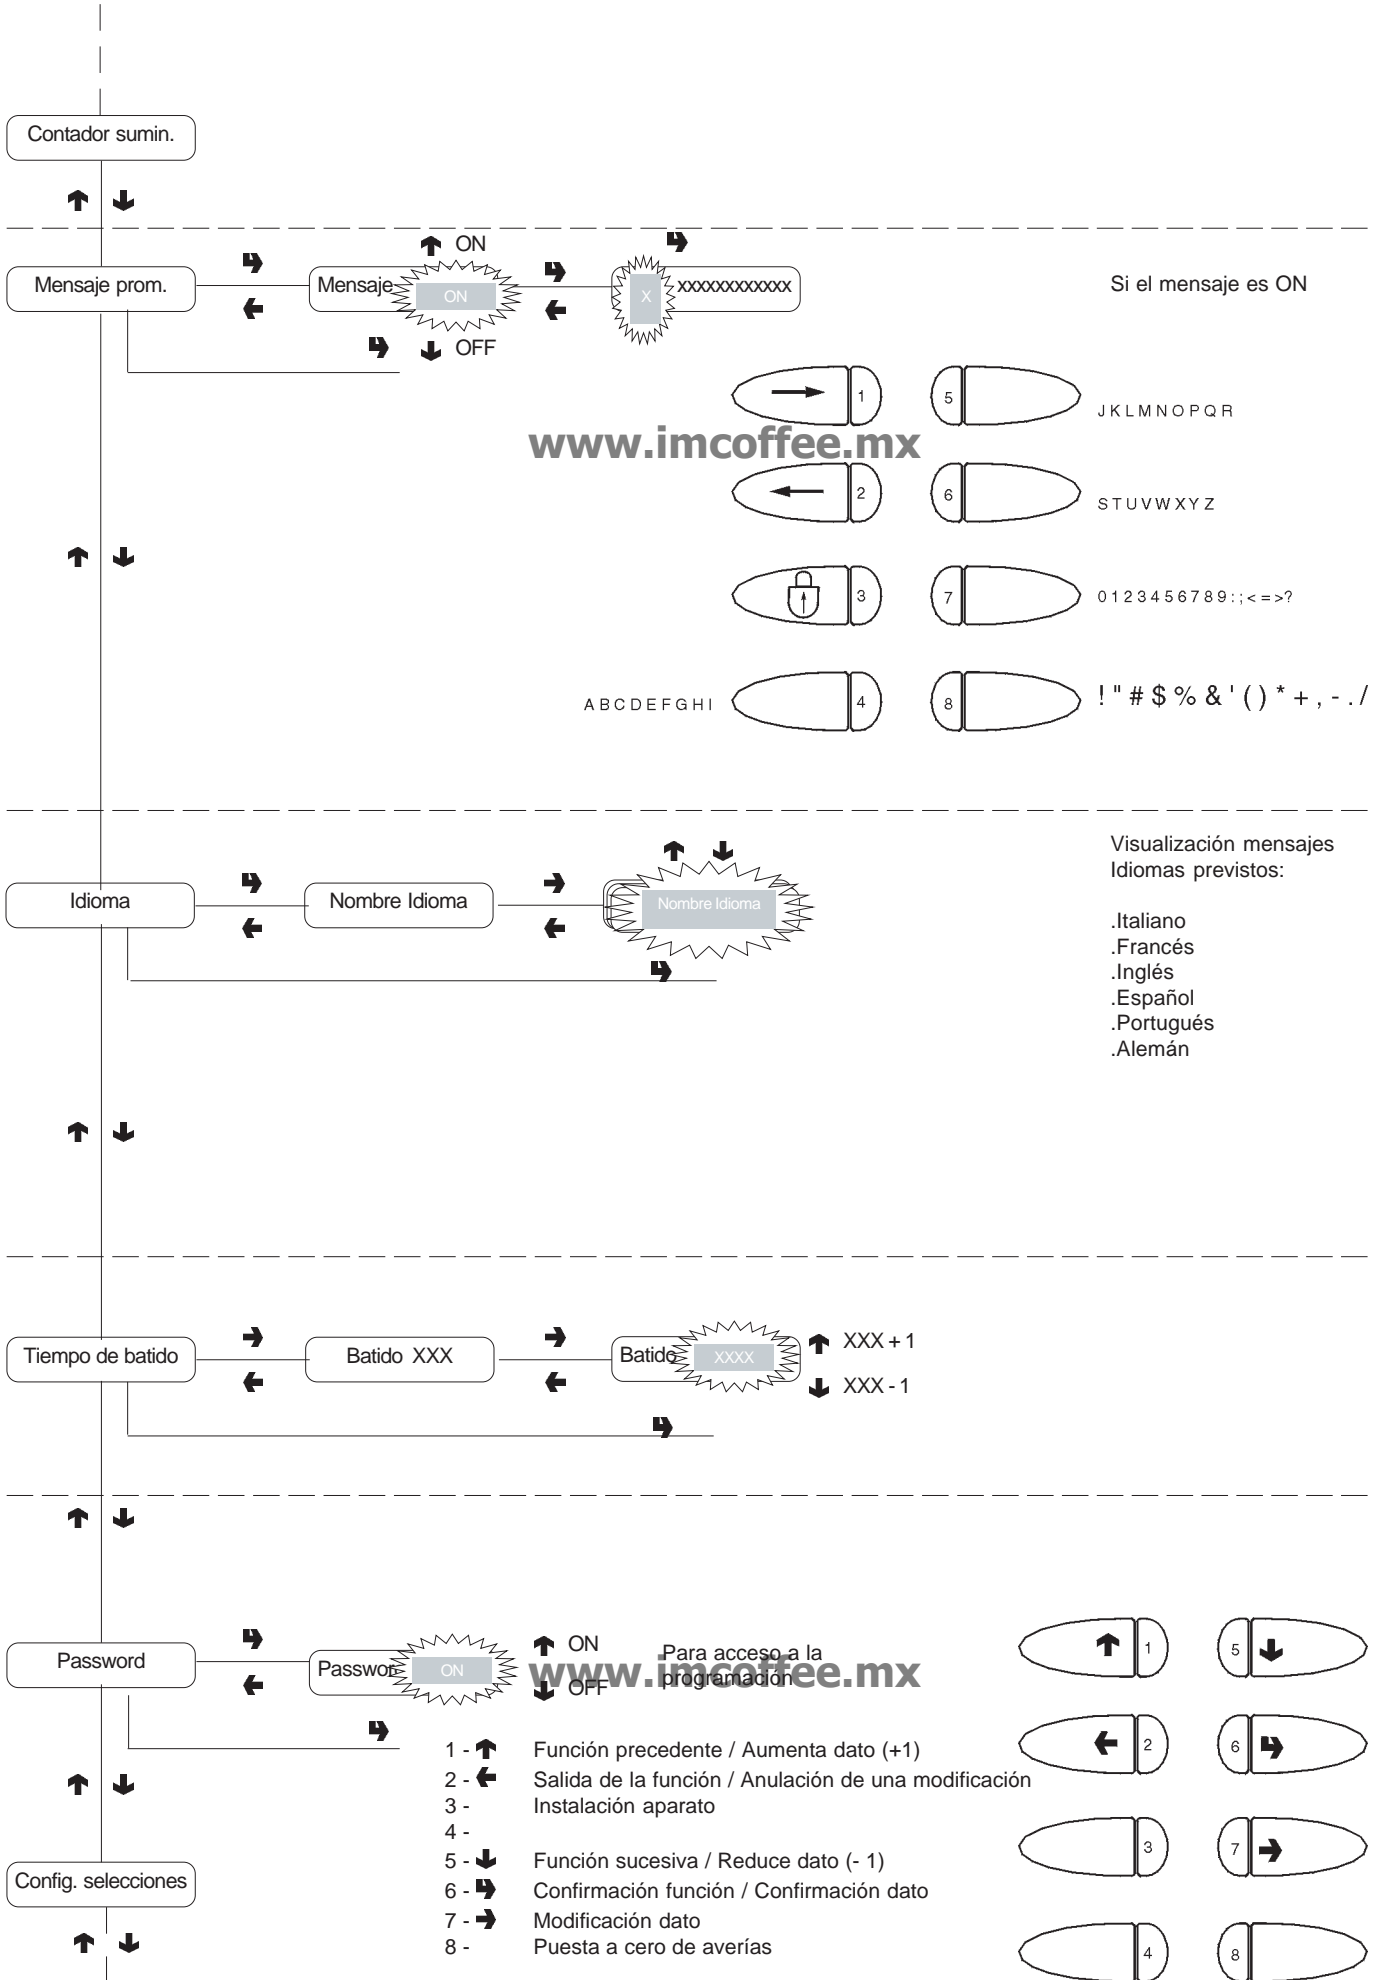 Contador sumin.
ON
Mensaje prom.
Mensaje
ON
X
XXXXXXXXXXXX
Si el mensaje es ON
OFF
1
5
JKLMNOPQR
www.imcoffee.mx
2
6
STUVWXYZ
3
7
0123456789:;<=>?
ABCDEFGHI
4
8
! " # $ % & ' ( ) * + , - . /
Visualización mensajes
Idiomas previstos:
Idioma
Nombre Idioma
Nombre Idioma
.Italiano
.Francés
.Inglés
.Español
.Portugués
.Alemán
Tiempo de batido
Batido XXX
Batido
XXXX
XXX + 1
XXX - 1
Password
Passwor
ON
ON
OFF
Para acceso a la
programación
www.imcoffee.mx
1
5
2
6
3
7
4
8
1 - Función precedente / Aumenta dato (+1)
2 - Salida de la función / Anulación de una modificación
3 - Instalación aparato
4 -
5 - Función sucesiva / Reduce dato (- 1)
6 - Confirmación función / Confirmación dato
7 - Modificación dato
8 - Puesta a cero de averías
Config. selecciones